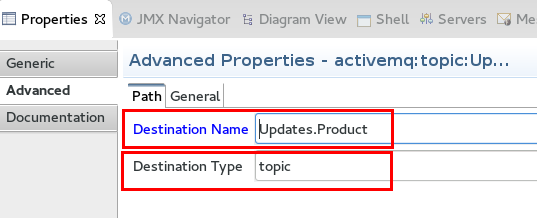 Properties JMX Navigator Diagram View Shell Servers Me
Generic
Advanced
Documentation
Advanced Properties - activemq:topic:Up...
Path General
Destination Name Updates.Product
Destination Type topic